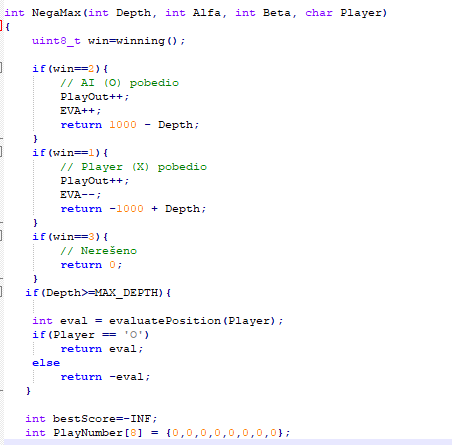 int NegaMax(int Depth, int Alfa, int Beta, char Player)
{
uint8_t win=winning();
if(win==2){
// AI (O) pobedio
PlayOut++;
EVA++;
return 1000 - Depth;
}
if(win==1){
// Player (X) pobedio
PlayOut++;
EVA--;
return -1000 + Depth;
}
if(win==3){
// Nerešeno
return 0;
}
if(Depth>=MAX_DEPTH){
int eval = evaluatePosition(Player);
if(Player == 'O')
return eval;
else
return -eval;
}
int bestScore=-INF;
int PlayNumber[8] = {0,0,0,0,0,0,0,0};